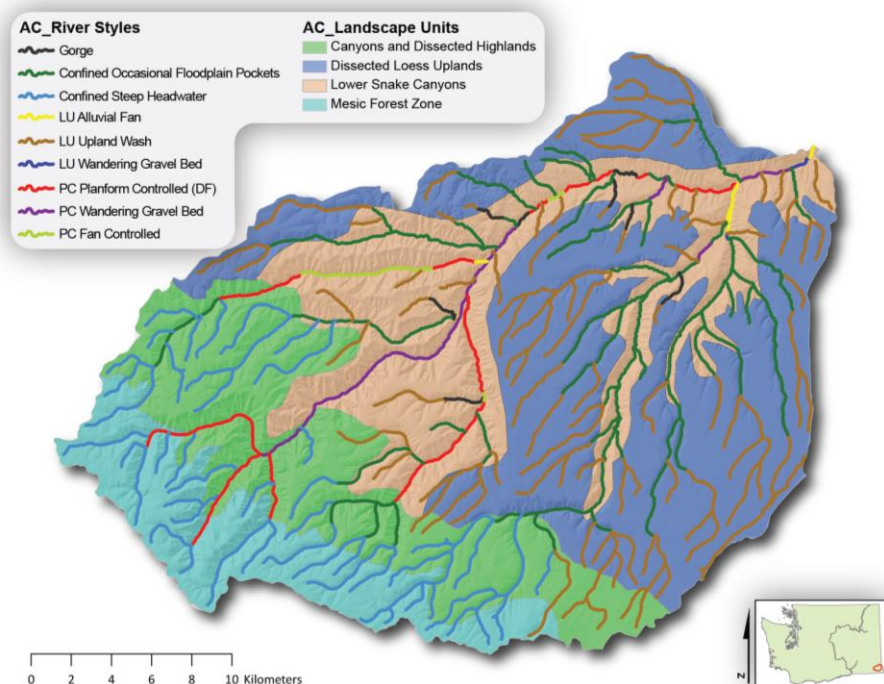 AC_River Styles
Gorge
Confined Occasional Floodplain Pockets
Confined Steep Headwater
LU Alluvial Fan
LU Upland Wash
LU Wandering Gravel Bed
PC Planform Controlled (DF)
PC Wandering Gravel Bed
PC Fan Controlled
AC_Landscape Units
Canyons and Dissected Highlands
Dissected Loess Uplands
Lower Snake Canyons
Mesic Forest Zone
0 2 4 6 8 10 Kilometers
N